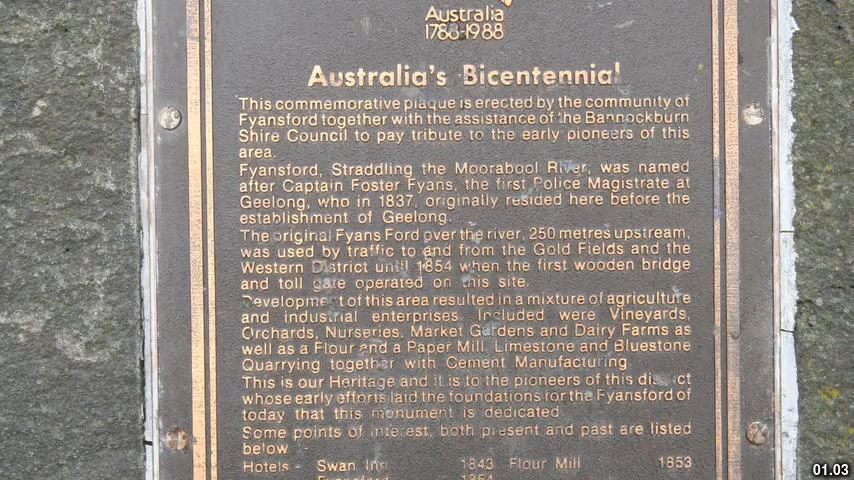 Australia
1788-1988
Australia's Bicentennial
This commemorative plaque is erected by the community of
Fyansford together with the assistance of the Bannockburn
Shire Council to pay tribute to the early pioneers of this
area.
Fyansford, Straddling the Moorabool River, was named
after Captain Foster Fyans, the first Police Magistrate at
Geelong, who in 1837, originally resided here before the
establishment of Geelong.
The original Fyans Ford over the river, 250 metres upstream,
was used by traffic to and from the Gold Fields and the
Western District until 1854 when the first wooden bridge
and toll gate operated on this site.
Development of this area resulted in a mixture of agriculture
and industrial enterprises. Included were Vineyards,
Orchards, Nurseries, Market Gardens and Dairy Farms as
well as a Flour and a Paper Mill, Limestone and Bluestone
Quarrying together with Cement Manufacturing
This is our Heritage and it is to the pioneers of this district
whose early efforts laid the foundations for the Fyansford of
today that this monument is dedicated.
Some points of interest, both present and past are listed
below
Hotels - Swan Inn 1843 Flour Mill 1853
Fyansford 1854
01.03